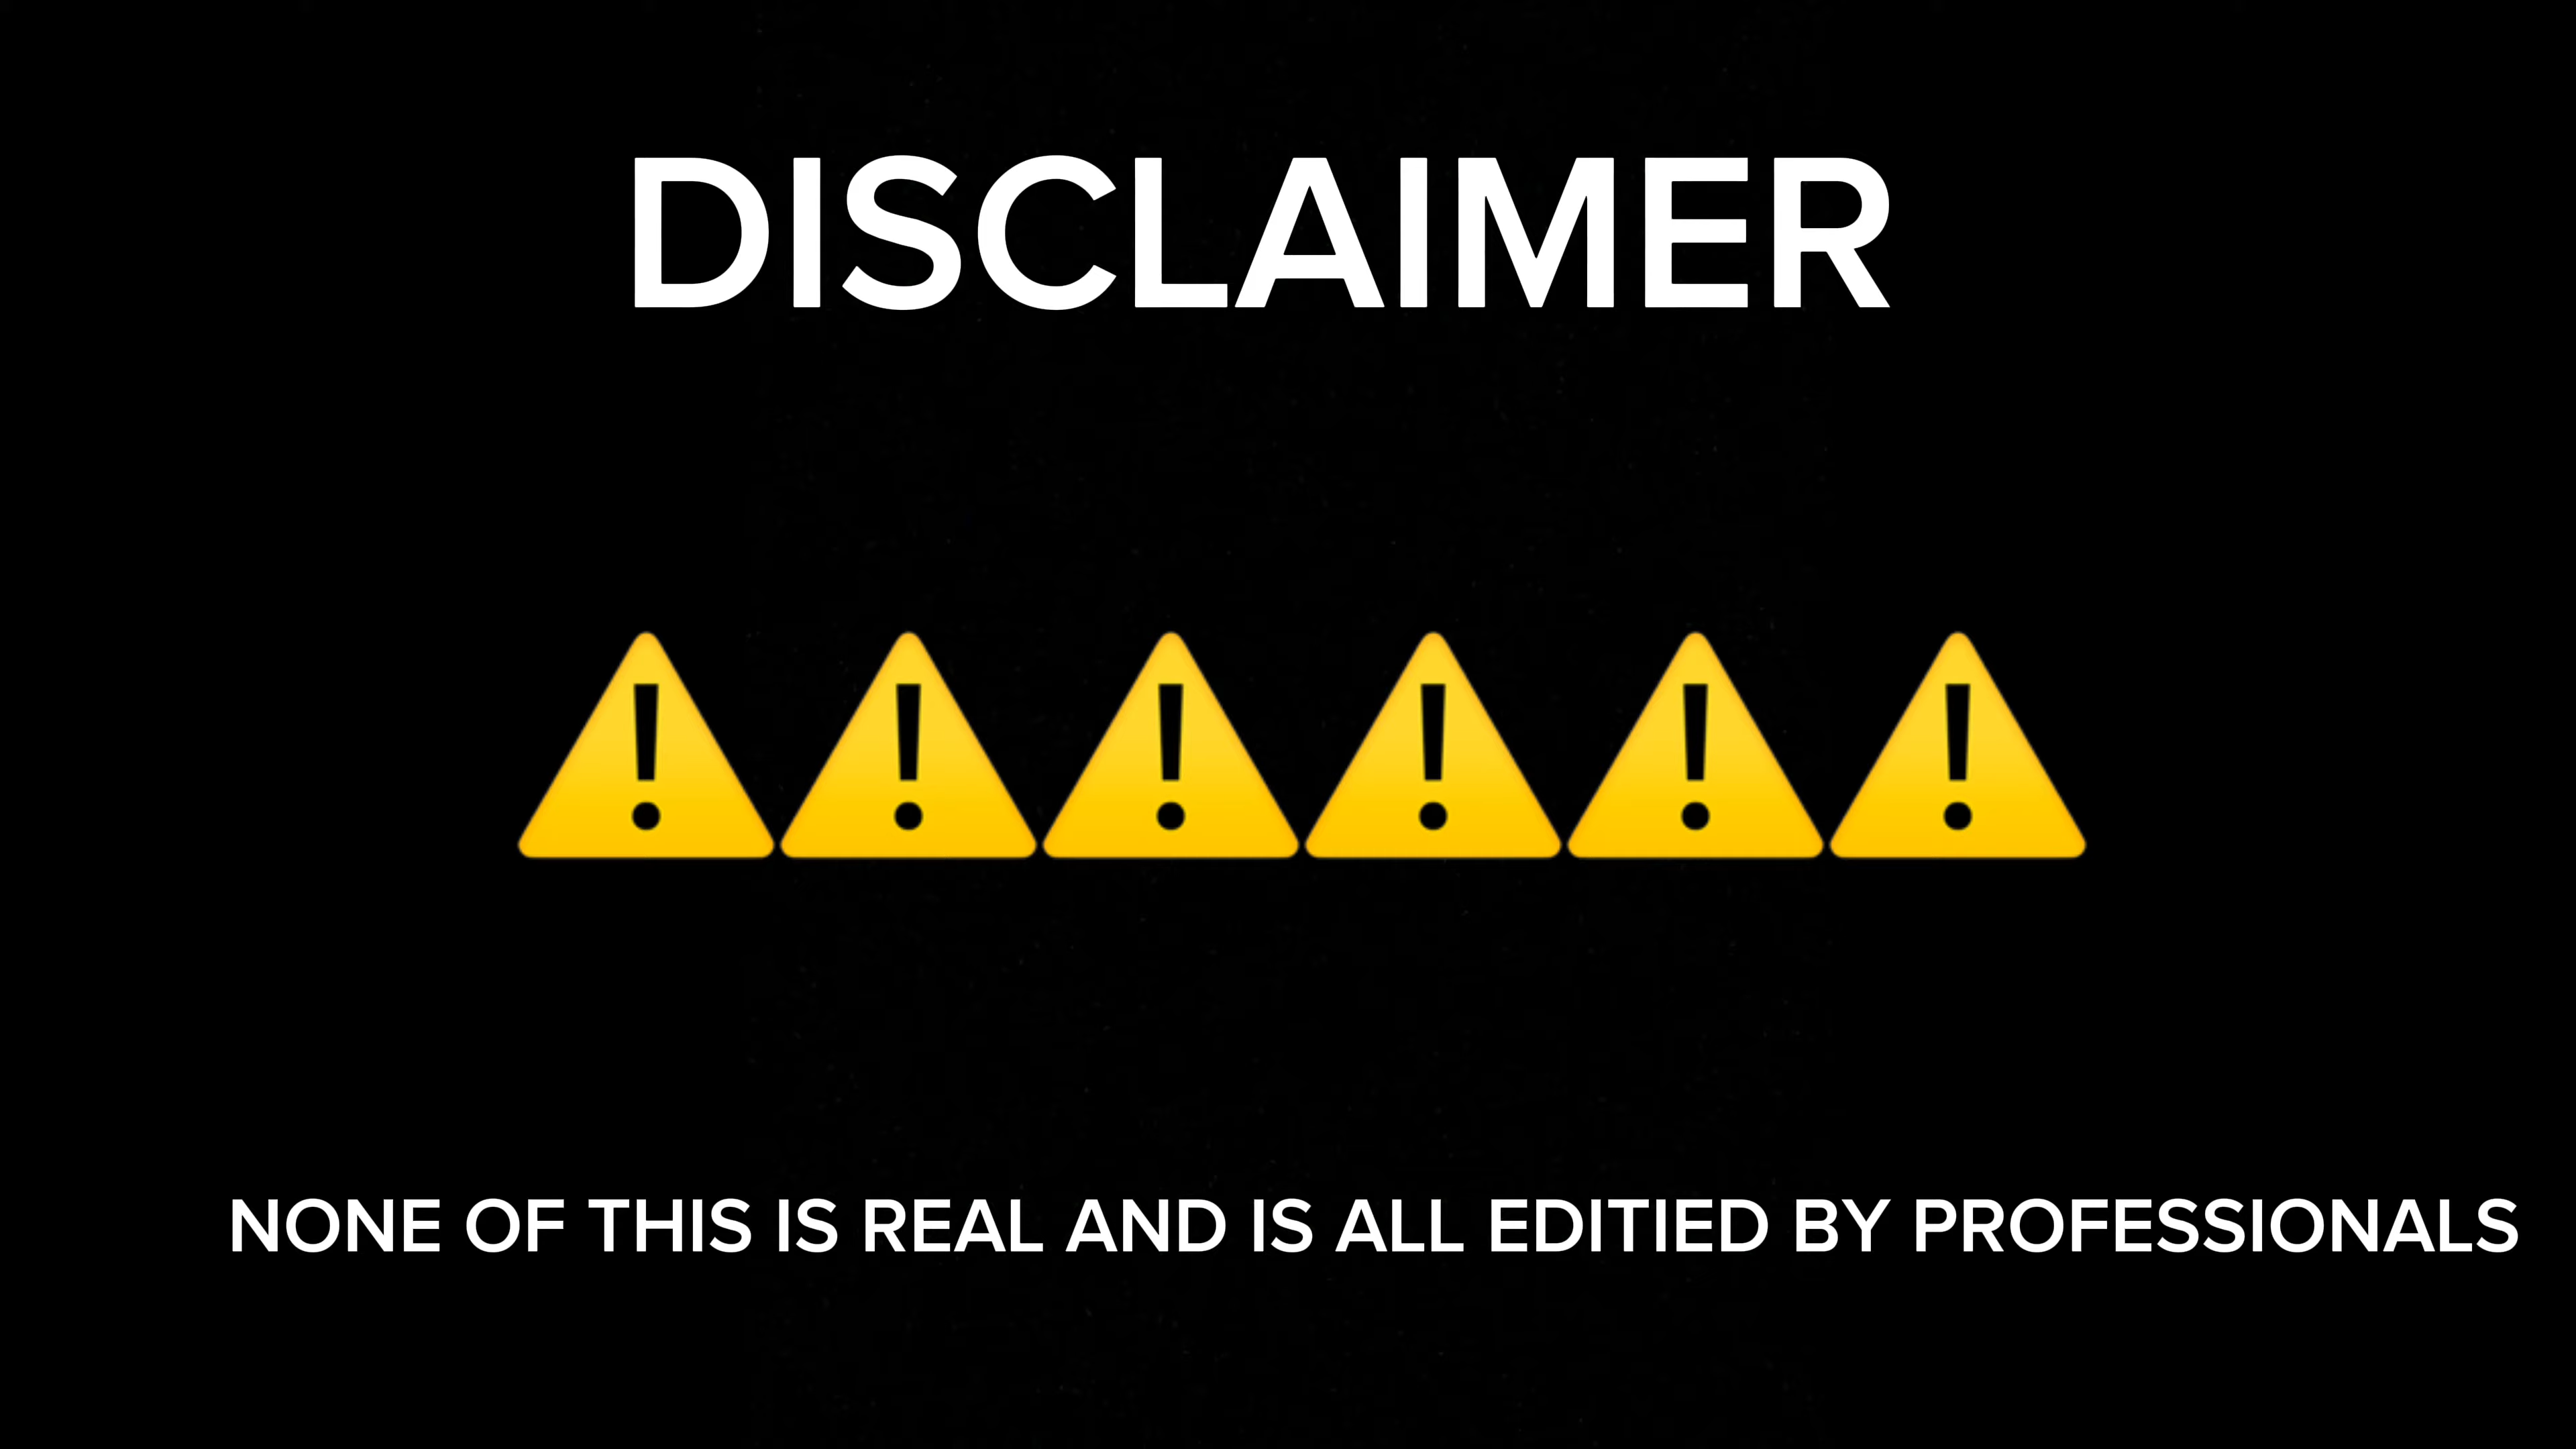 DISCLAIMER
⚠️⚠️⚠️⚠️⚠️⚠️
NONE OF THIS IS REAL AND IS ALL EDITIED BY PROFESSIONALS